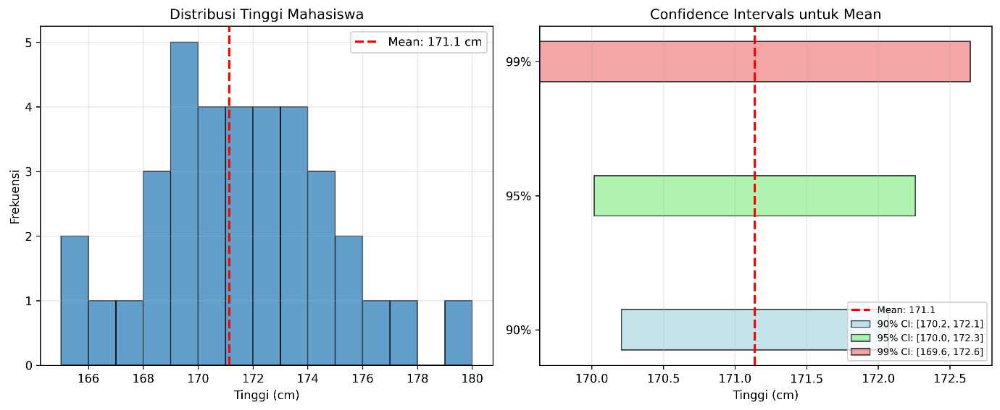 Distribusi Tinggi Mahasiswa
Mean: 171.1 cm
Frekuensi
5
4
3
2
1
0
166 168 170 172 174 176 178 180
Tinggi (cm)
Confidence Intervals untuk Mean
99%
95%
90%
Mean: 171.1
90% CI: [170.2, 172.1]
95% CI: [170.0, 172.3]
99% CI: [169.6, 172.6]
170.0 170.5 171.0 171.5 172.0 172.5
Tinggi (cm)